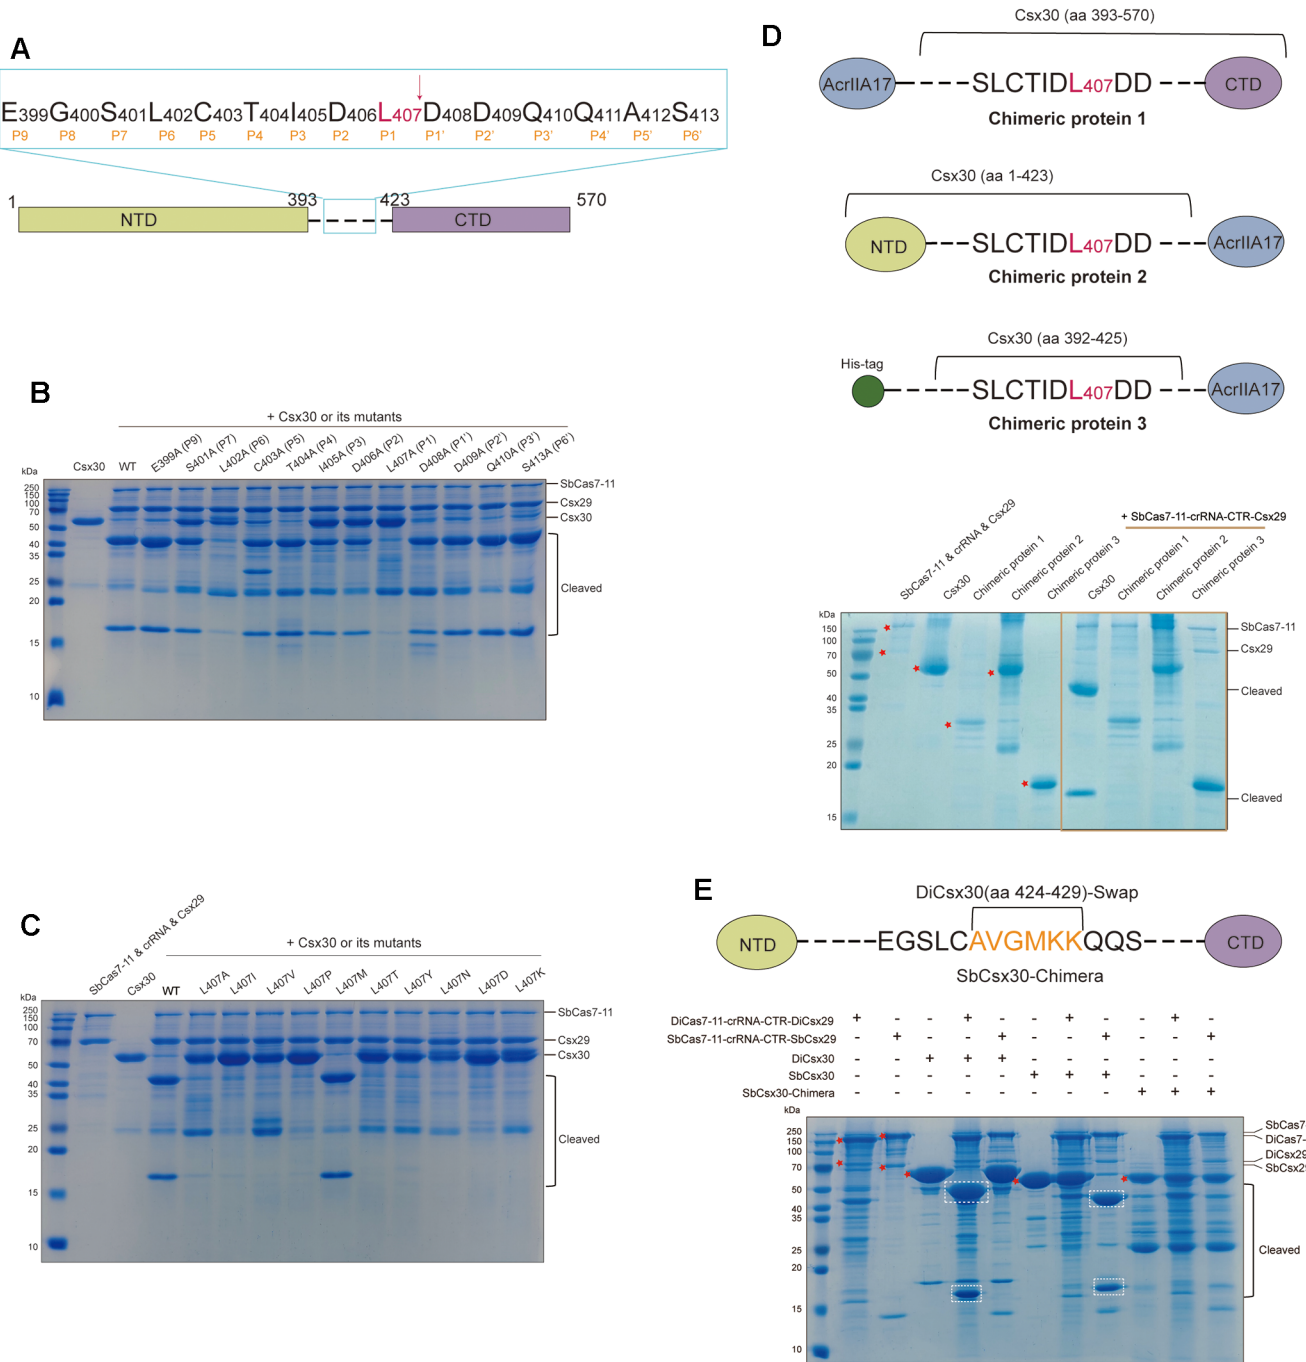 A
E399G400S401L402C403T404I405D406L407D408D409Q410Q411A412S413
P9 P8 P7 P6 P5 P4 P3 P2 P1 P1' P2' P3' P4' P5' P6'
1 393 423 570
NTD CTD
B
+ Csx30 or its mutants
kDa Csx30 WT E399A (P9) S401A (P7) L402A (P6) C403A (P5) T404A (P4) I405A (P3) D406A (P2) L407A (P1) D408A (P1') D409A (P2') Q410A (P3') S413A (P6')
250
150
100
70
50
40
35
25
20
15
10
SbCas7-11
Csx29
Csx30
Cleaved
C
+ Csx30 or its mutants
kDa SbCas7-11 & crRNA & Csx29 Csx30 WT L407A L407I L407V L407P L407M L407T L407Y L407N L407D L407K
250
150
100
70
50
40
35
25
20
15
10
SbCas7-11
Csx29
Csx30
Cleaved
D
Csx30 (aa 393-570)
AcrIIA17 SLCTIDL407DD CTD
Chimeric protein 1
Csx30 (aa 1-423)
NTD SLCTIDL407DD AcrIIA17
Chimeric protein 2
Csx30 (aa 392-425)
His-tag
SLCTIDL407DD AcrIIA17
Chimeric protein 3
+ SbCas7-11-crRNA-CTR-Csx29
kDa SbCas7-11 & crRNA & Csx29 Csx30 Chimeric protein 1 Chimeric protein 2 Chimeric protein 3 Csx30 Chimeric protein 1 Chimeric protein 2 Chimeric protein 3
150
100
70
50
40
35
25
20
15
SbCas7-11
Csx29
Cleaved
Cleaved
E
DiCsx30(aa 424-429)-Swap
NTD EGSLCAVGMKKQQS CTD
SbCsx30-Chimera
DiCas7-11-crRNA-CTR-DiCsx29 + - - + - - + - - + -
SbCas7-11-crRNA-CTR-SbCsx29 - + - - + - - + - - +
DiCsx30 - - + + + - - - - - -
SbCsx30 - - - - - + + + - - -
SbCsx30-Chimera - - - - - - - - + + +
kDa
250
150
100
70
50
40
35
25
20
15
10
SbCas7-
DiCas7-
DiCsx29
SbCsx2
Cleaved